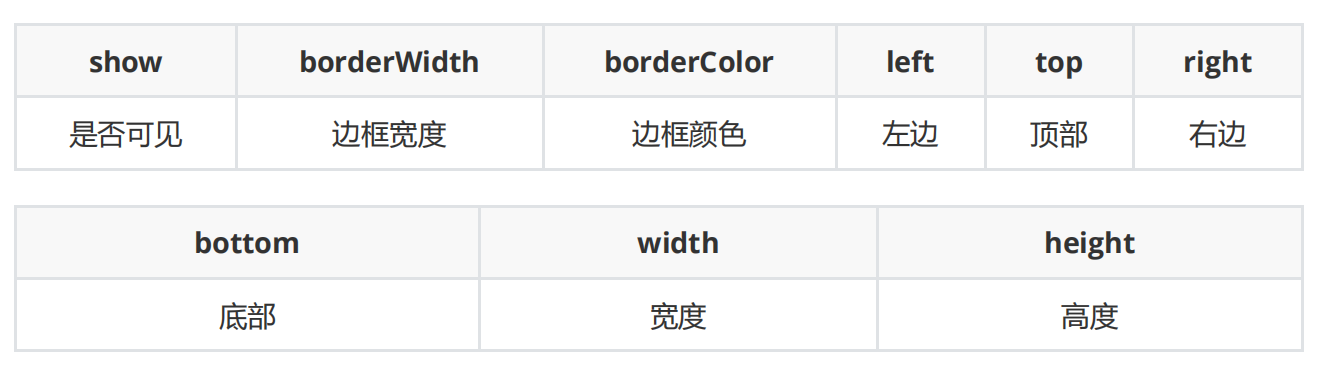 show borderWidth borderColor left top right
是否可见 边框宽度 边框颜色 左边 顶部 右边
bottom width height
底部 宽度 高度